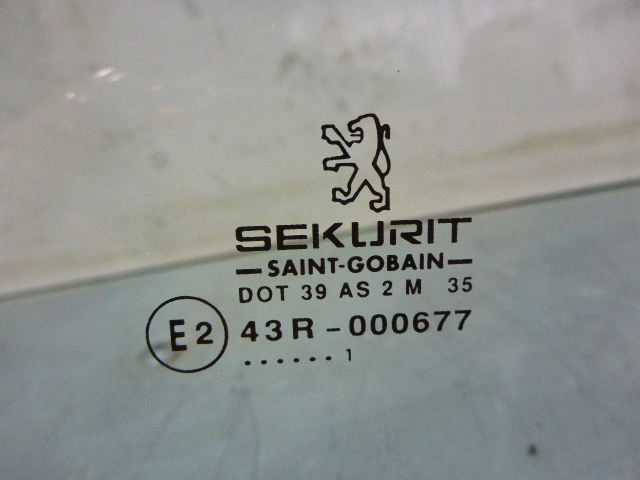 SEKURIT
—SAINT-GOBAIN—
DOT 39 AS 2 M 35
E2 43R-000677
...... 1